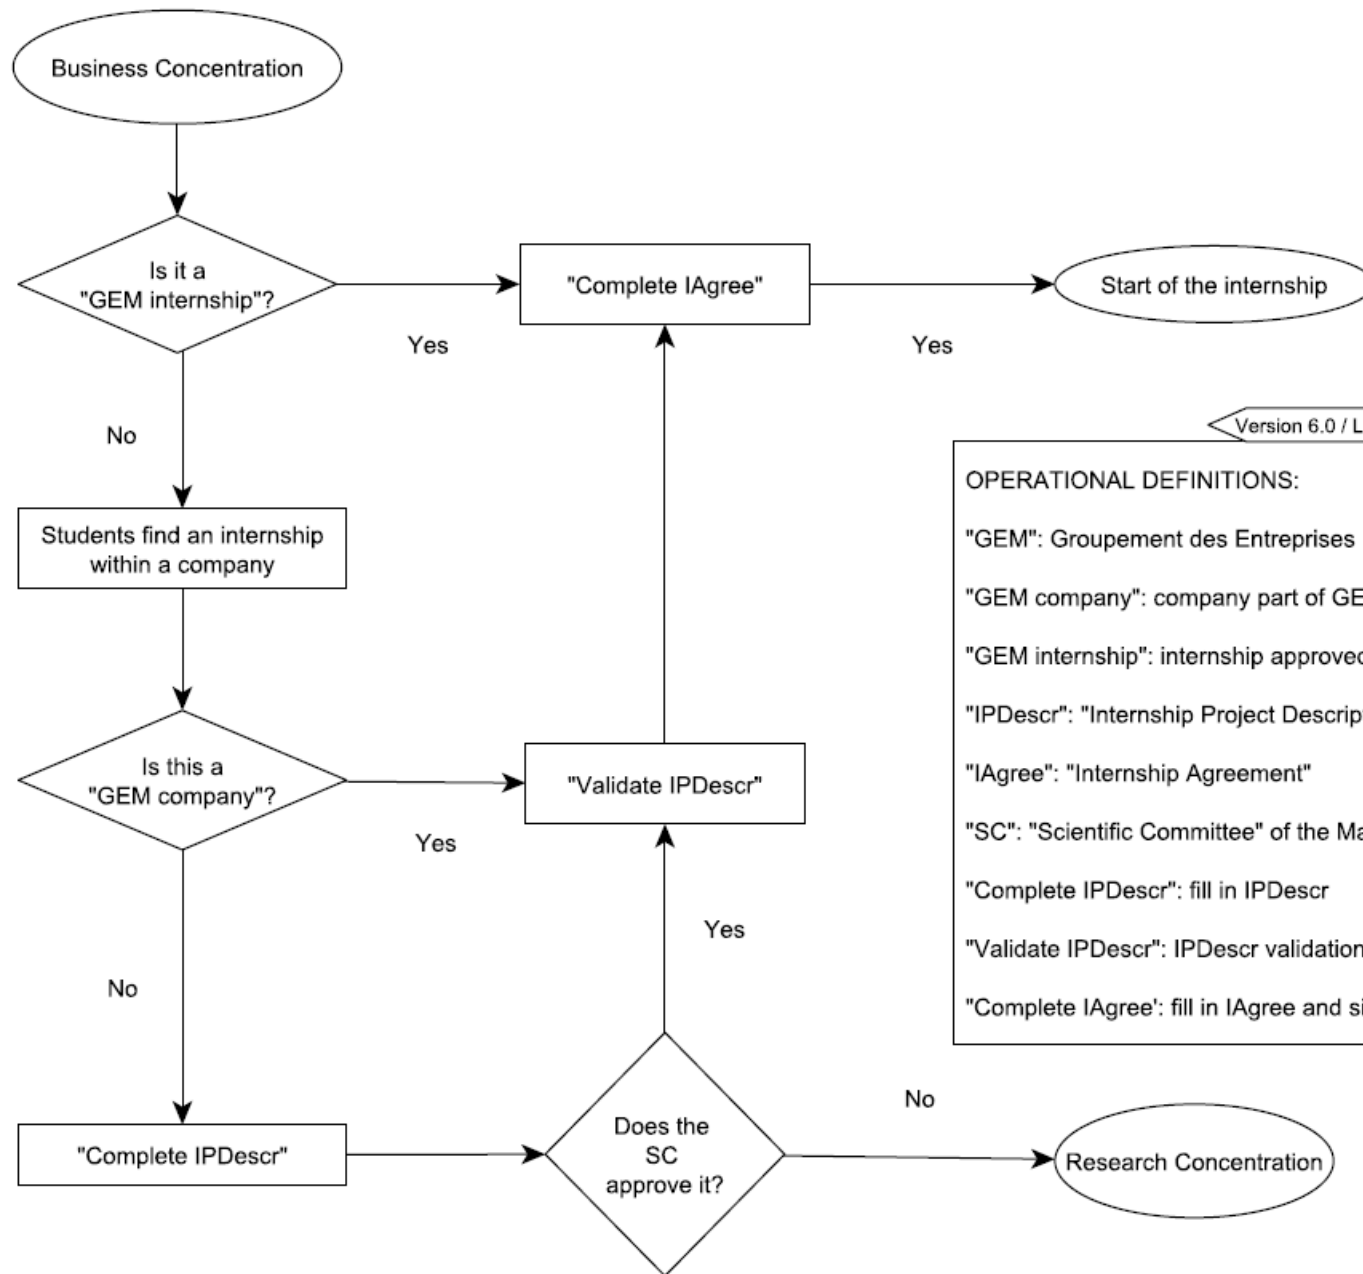 Business Concentration
Is it a
"GEM internship"?
Yes
"Complete IAgree"
Yes
Start of the internship
No
Students find an internship
within a company
Is this a
"GEM company"?
Yes
"Validate IPDescr"
Yes
No
"Complete IPDescr"
Does the
SC
approve it?
No
Research Concentration
Version 6.0 / L
OPERATIONAL DEFINITIONS:
"GEM": Groupement des Entreprises
"GEM company": company part of GE
"GEM internship": internship approved
"IPDescr": "Internship Project Descrip
"IAgree": "Internship Agreement"
"SC": "Scientific Committee" of the Ma
"Complete IPDescr": fill in IPDescr
"Validate IPDescr": IPDescr validation
"Complete IAgree': fill in IAgree and si